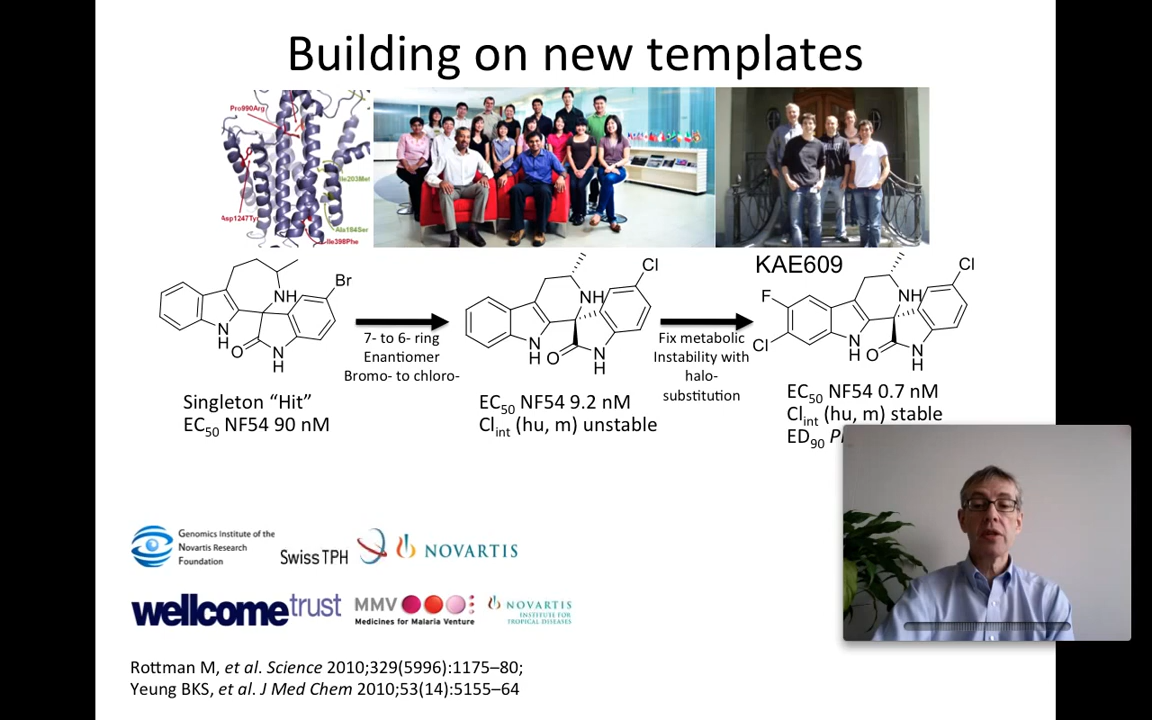 Building on new templates
Pro990Arg
Ile203Met
Asp1247Ty
Ala184Ser
Ile398Phe
KAE609
Br
NH
N
H
O
N
H
Cl
NH
N
H
O
N
H
Cl
F
NH
Cl
N
H
O
N
H
7- to 6- ring
Enantiomer
Bromo- to chloro-
Fix metabolic
Instability with
halo-
substitution
Singleton “Hit”
EC50 NF54 90 nM
EC50 NF54 9.2 nM
Clint (hu, m) unstable
EC50 NF54 0.7 nM
Clint (hu, m) stable
ED90
Genomics Institute of the
Novartis Research
Foundation
Swiss TPH
NOVARTIS
wellcometrust
MMV
Medicines for Malaria Venture
NOVARTIS
INSTITUTE FOR
TROPICAL DISEASES
Rottman M, et al. Science 2010;329(5996):1175–80;
Yeung BKS, et al. J Med Chem 2010;53(14):5155–64